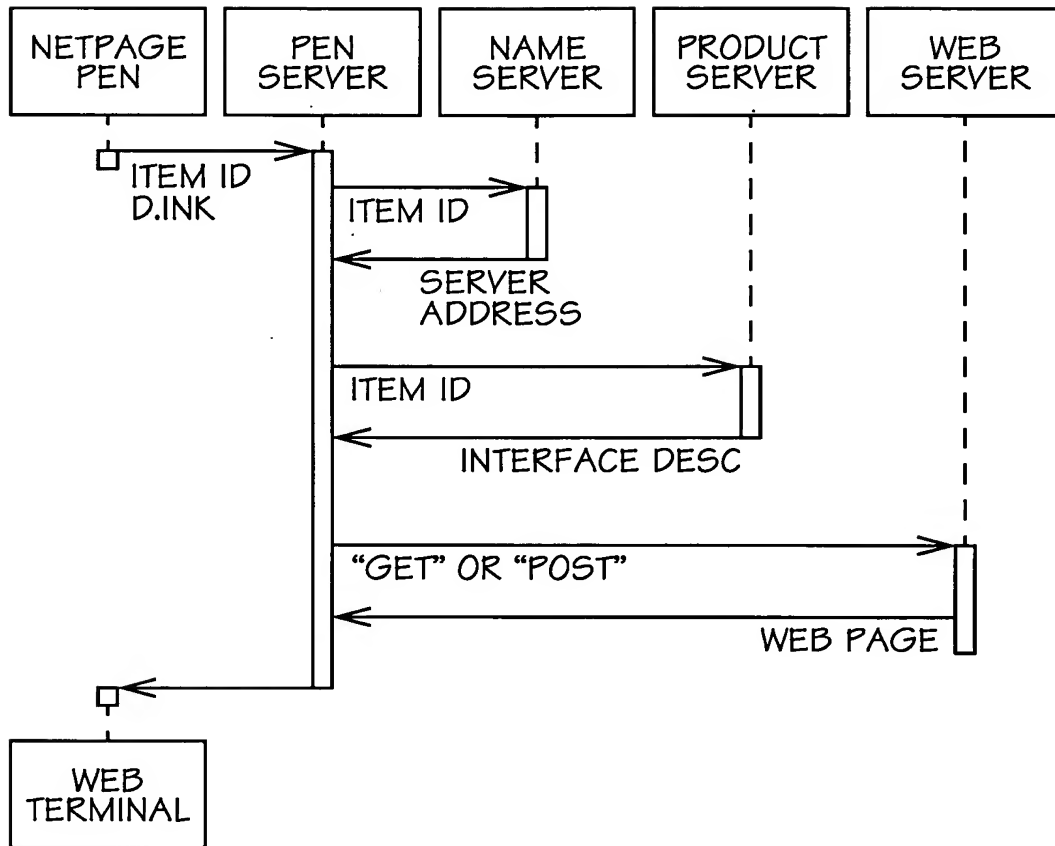 NETPAGE
PEN
PEN
SERVER
NAME
SERVER
PRODUCT
SERVER
WEB
SERVER
ITEM ID
D.INK
ITEM ID
SERVER
ADDRESS
ITEM ID
INTERFACE DESC
“GET” OR “POST”
WEB PAGE
WEB
TERMINAL